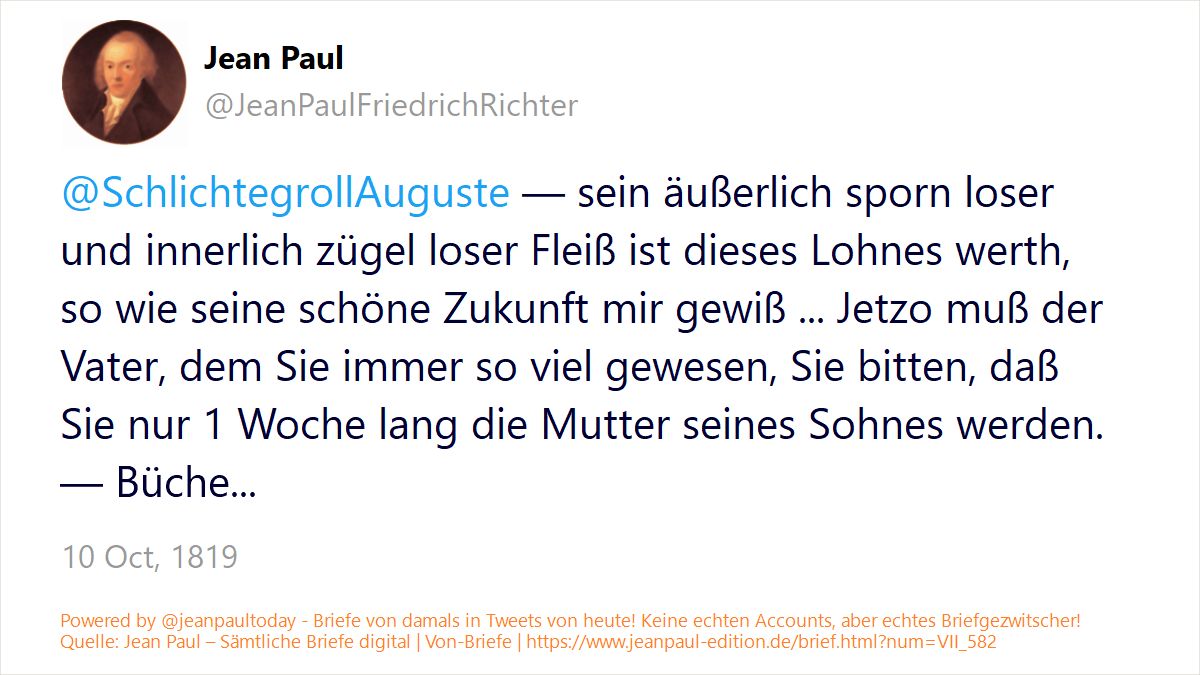 Jean Paul
@JeanPaulFriedrichRichter
@SchlichtegrollAuguste — sein äußerlich sporn loser
und innerlich zügel loser Fleiß ist dieses Lohnes werth,
so wie seine schöne Zukunft mir gewiß ... Jetzo muß der
Vater, dem Sie immer so viel gewesen, Sie bitten, daß
Sie nur 1 Woche lang die Mutter seines Sohnes werden.
— Büche...
10 Oct, 1819
Powered by @jeanpaultoday - Briefe von damals in Tweets von heute! Keine echten Accounts, aber echtes Briefgezwitscher!
Quelle: Jean Paul – Sämtliche Briefe digital | Von-Briefe | https://www.jeanpaul-edition.de/brief.html?num=VII_582